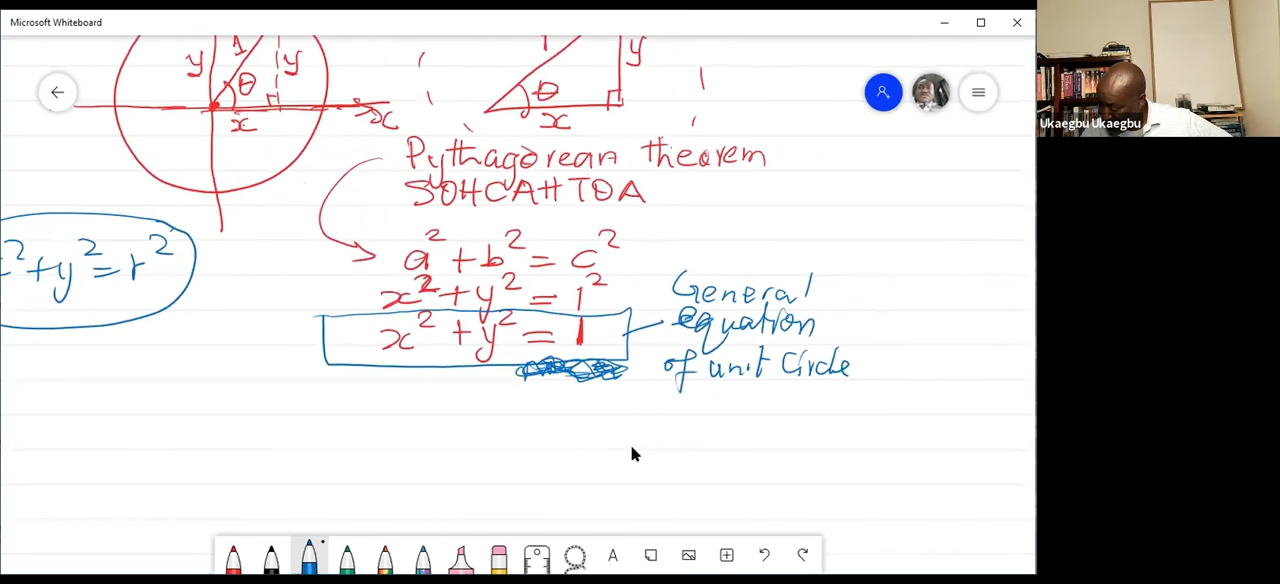 Microsoft Whiteboard
y
1
y
θ
x
x
1
y
θ
x
Ukaegbu Ukaegbu
Pythagorean theorem
SOHCAHTOA
a² + b² = c²
x² + y² = 1²
x² + y² = 1
² + y² = r²
General
equation
of unit Circle
A